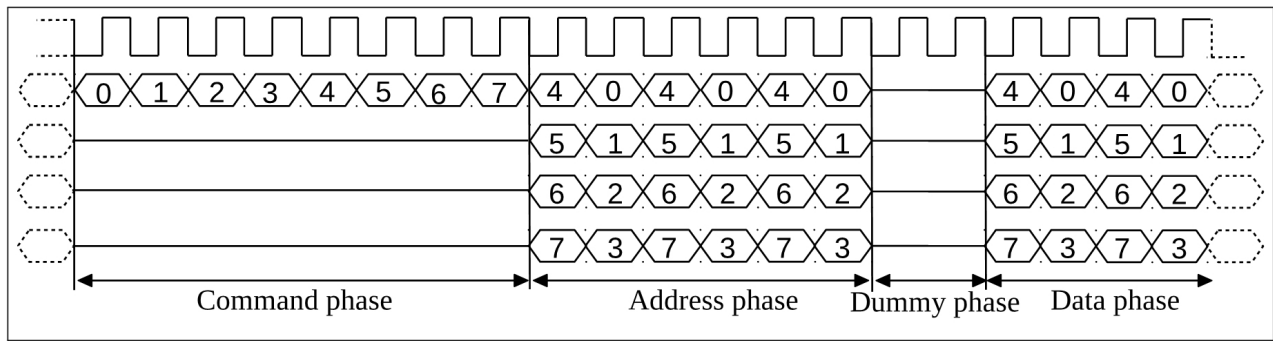 0 1 2 3 4 5 6 7 4 0 4 0 4 0 4 0 4 0
5 1 5 1 5 1 5 1 5 1
6 2 6 2 6 2 6 2 6 2
7 3 7 3 7 3 7 3 7 3
Command phase Address phase Dummy phase Data phase